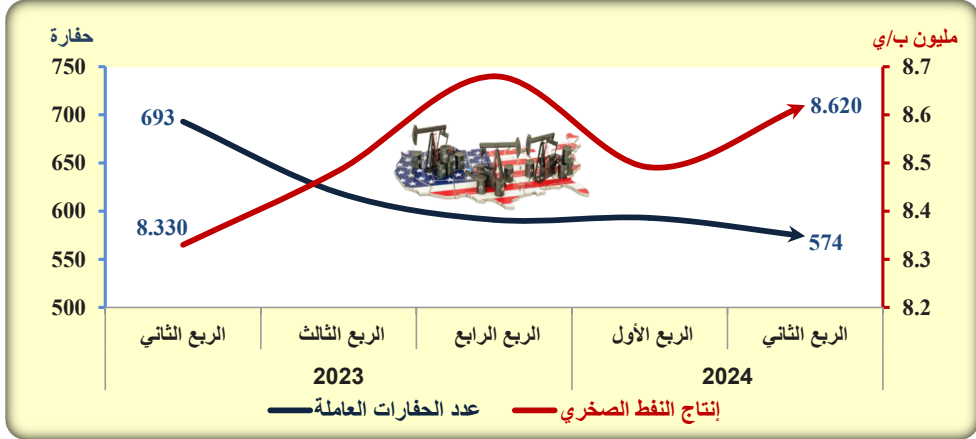 حفارة
مليون ب/ي
750
700
650
600
550
500
8.7
8.6
8.5
8.4
8.3
8.2
693
8.330
8.620
574
الربع الثاني
الربع الثالث
الربع الرابع
الربع الأول
الربع الثاني
2023
2024
عدد الحفارات العاملة
إنتاج النفط الصخري